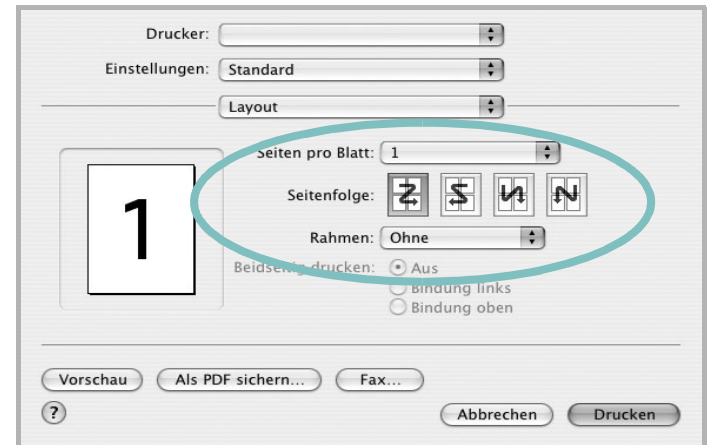 Drucker:
Einstellungen: Standard
Layout
Seiten pro Blatt: 1
Seitenfolge:
Rahmen: Ohne
Beidseitig drucken: Aus
Bindung links
Bindung oben
1
Vorschau Als PDF sichern... Fax...
? Abbrechen Drucken